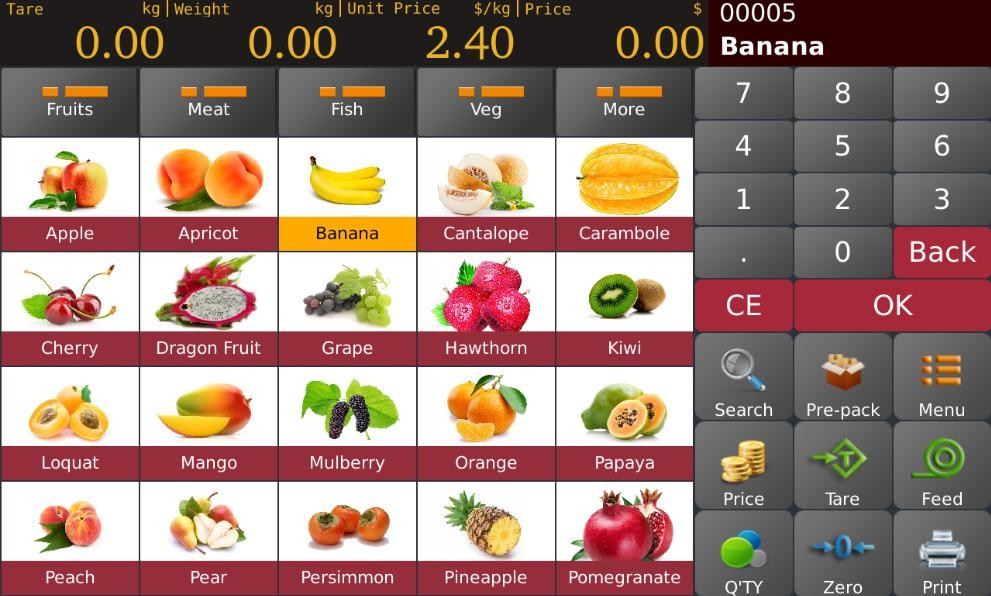 Tare kg Weight kg Unit Price $/kg Price $
0.00 0.00 2.40 0.00
00005
Banana
Fruits Meat Fish Veg More
Apple Apricot Banana Cantalope Carambole
Cherry Dragon Fruit Grape Hawthorn Kiwi
Loquat Mango Mulberry Orange Papaya
Peach Pear Persimmon Pineapple Pomegranate
7 8 9
4 5 6
1 2 3
. 0 Back
CE OK
Search Pre-pack Menu
Price Tare Feed
Q'TY Zero Print